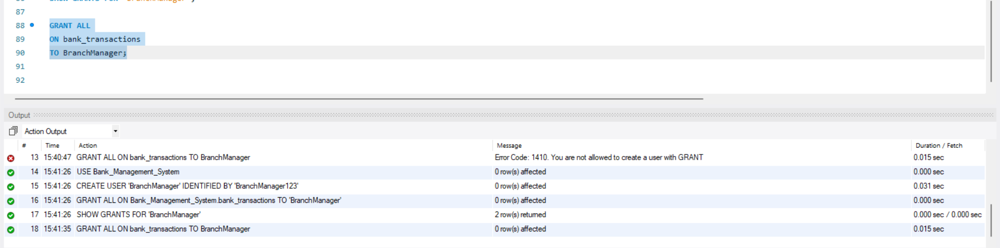 87
88 GRANT ALL
89 ON bank_transactions
90 TO BranchManager;
91
92
Output
Action Output
# Time Action Message Duration / Fetch
13 15:40:47 GRANT ALL ON bank_transactions TO BranchManager Error Code: 1410. You are not allowed to create a user with GRANT 0.015 sec
14 15:41:26 USE Bank_Management_System 0 row(s) affected 0.000 sec
15 15:41:26 CREATE USER 'BranchManager' IDENTIFIED BY 'BranchManager123' 0 row(s) affected 0.031 sec
16 15:41:26 GRANT ALL ON Bank_Management_System.bank_transactions TO 'BranchManager' 0 row(s) affected 0.000 sec
17 15:41:26 SHOW GRANTS FOR 'BranchManager' 2 row(s) returned 0.000 sec / 0.000 sec
18 15:41:35 GRANT ALL ON bank_transactions TO BranchManager 0 row(s) affected 0.015 sec